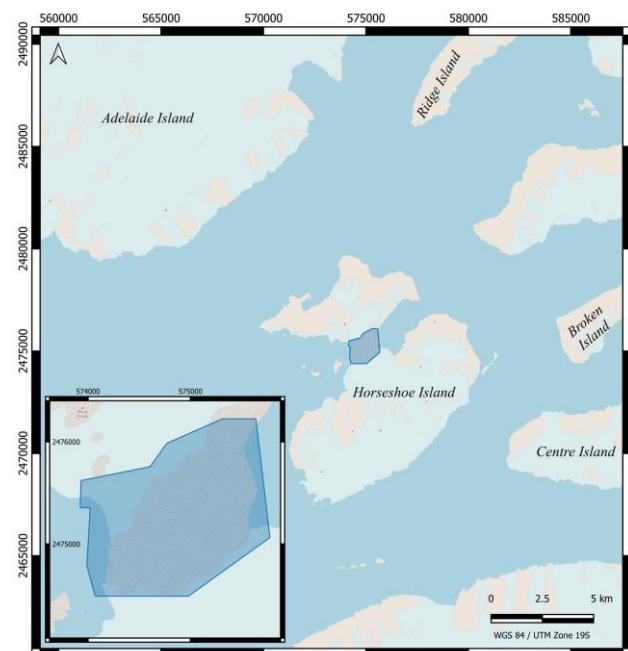 560000 565000 570000 575000 580000 585000
2490000
2485000
2480000
2475000
2470000
2465000
Adelaide Island
Ridge Island
Broken
Island
Horseshoe Island
Centre Island
574000 575000
2476000
2475000
0 2.5 5 km
WGS 84 / UTM Zone 19S